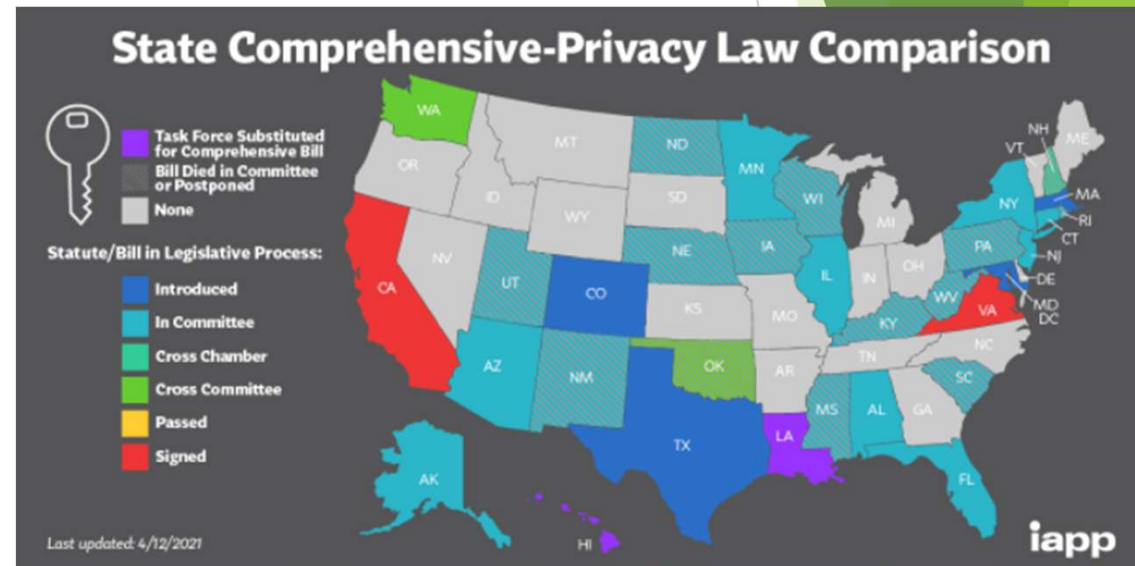 State Comprehensive-Privacy Law Comparison
Task Force Substituted
for Comprehensive Bill
Bill Died in Committee
or Postponed
None
Statute/Bill in Legislative Process:
Introduced
In Committee
Cross Chamber
Cross Committee
Passed
Signed
WA
OR
CA
ID
NV
MT
WY
UT
AZ
CO
NM
ND
SD
NE
KS
OK
TX
MN
IA
MO
AR
LA
WI
IL
MS
MI
IN
OH
KY
TN
AL
GA
FL
SC
NC
VA
WV
PA
NY
VT
NH
ME
MA
RI
CT
NJ
DE
MD
DC
AK
HI
Last updated: 4/12/2021
iapp